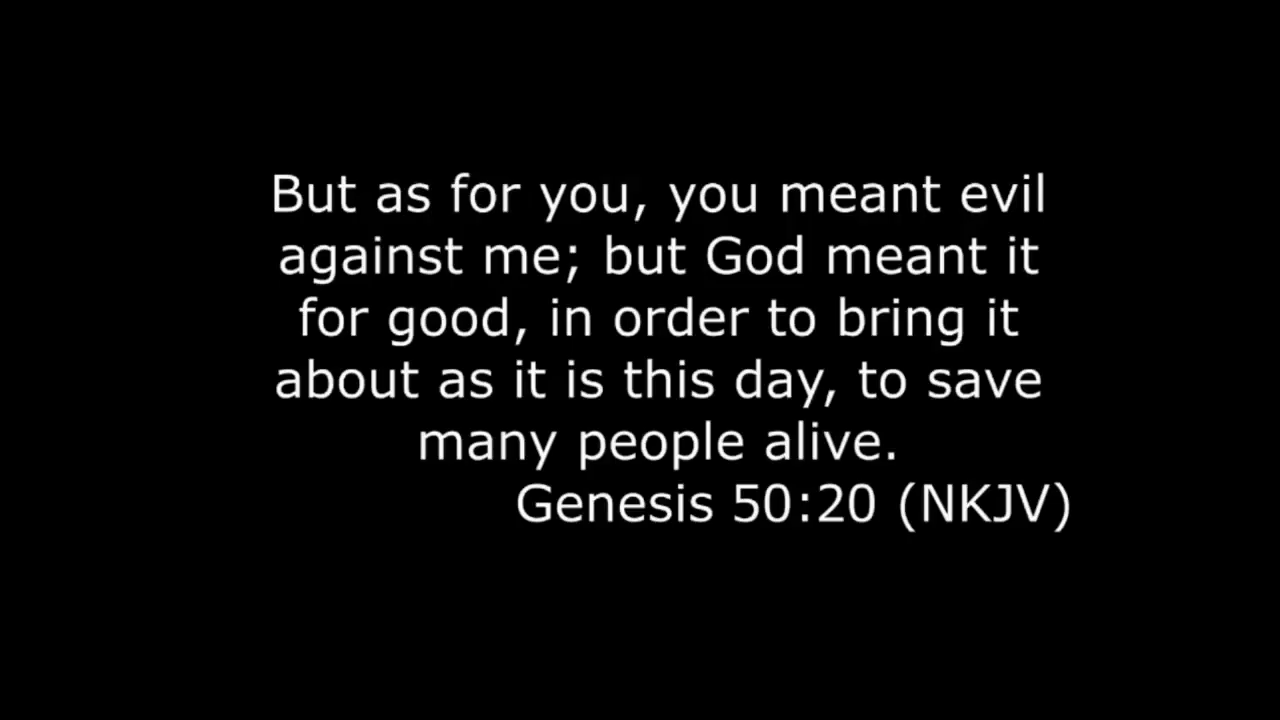 But as for you, you meant evil
against me; but God meant it
for good, in order to bring it
about as it is this day, to save
many people alive.
Genesis 50:20 (NKJV)